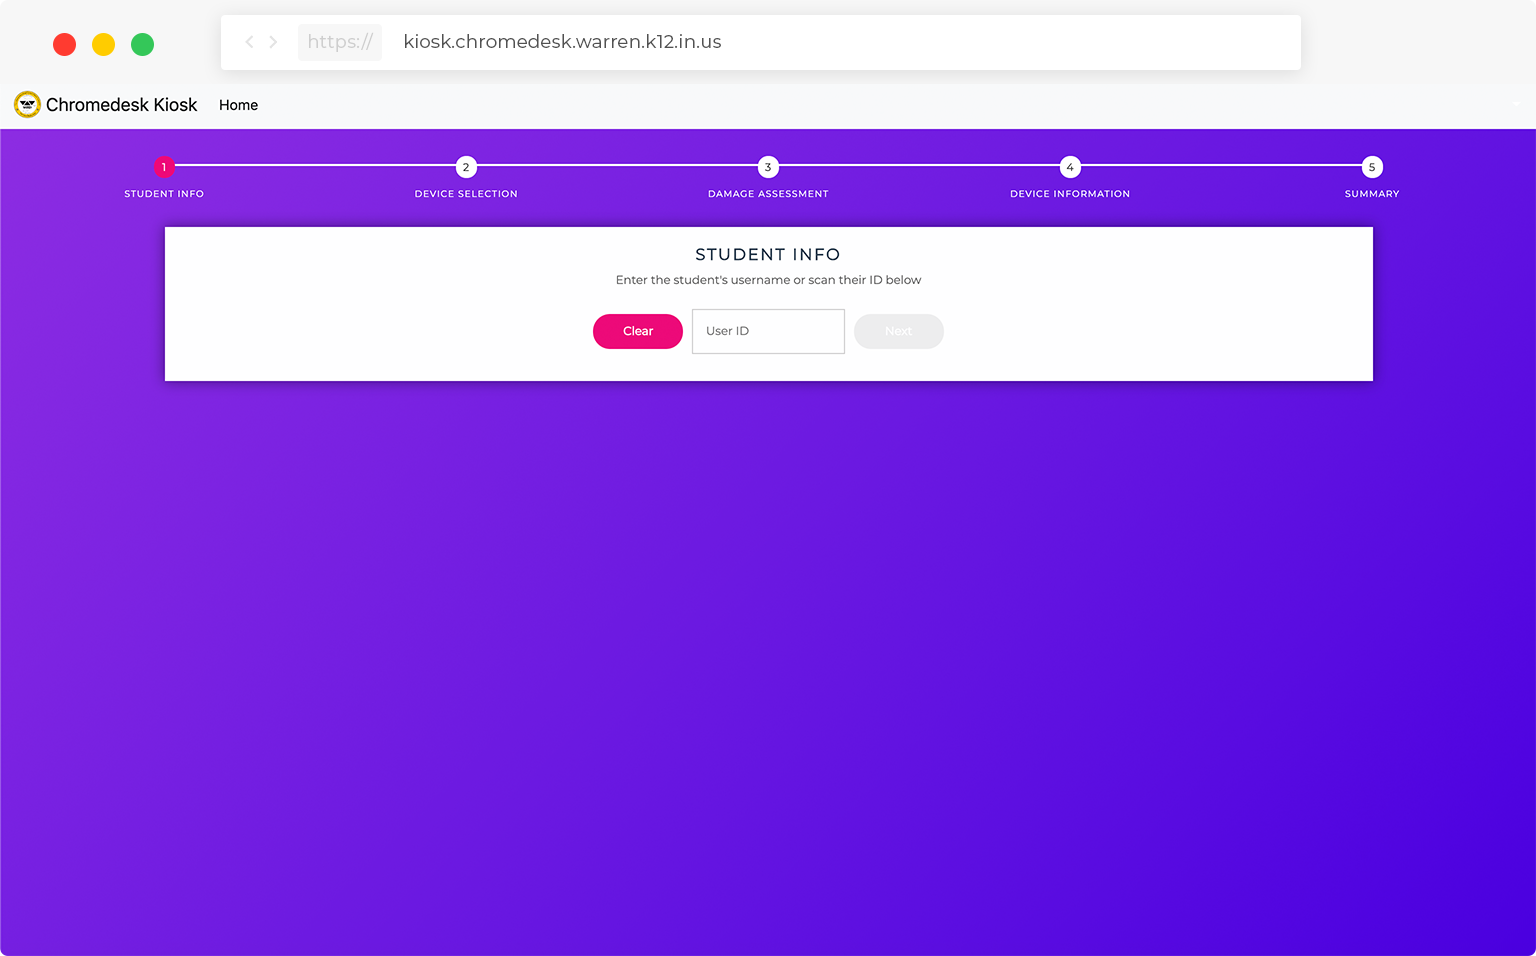 https:// kiosk.chromedesk.warren.k12.in.us
Chromedesk Kiosk Home
1 2 3 4 5
STUDENT INFO DEVICE SELECTION DAMAGE ASSESSMENT DEVICE INFORMATION SUMMARY
STUDENT INFO
Enter the student's username or scan their ID below
Clear User ID Next